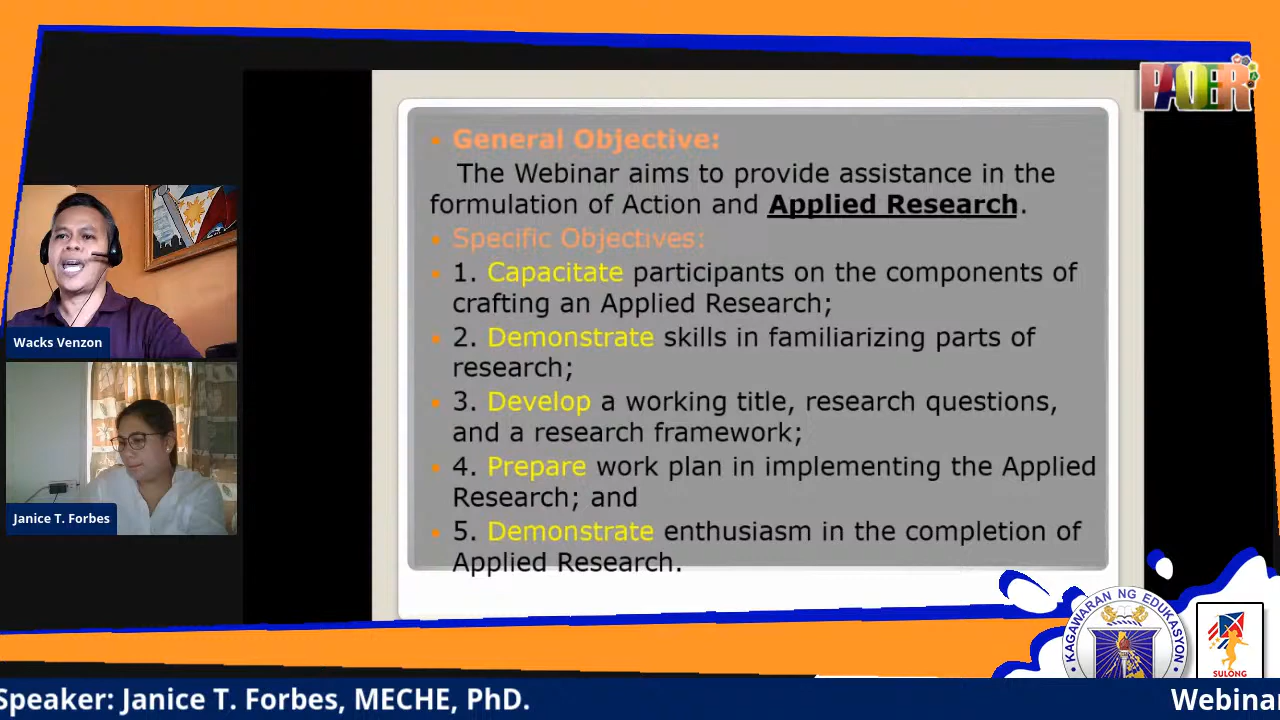 PAOER
General Objective:
The Webinar aims to provide assistance in the
formulation of Action and Applied Research.
Specific Objectives:
1. Capacitate participants on the components of
crafting an Applied Research;
2. Demonstrate skills in familiarizing parts of
research;
3. Develop a working title, research questions,
and a research framework;
4. Prepare work plan in implementing the Applied
Research; and
5. Demonstrate enthusiasm in the completion of
Applied Research.
Wacks Venzon
Janice T. Forbes
KAGAWARAN NG EDUKASYON
SULONG
Speaker: Janice T. Forbes, MECHE, PhD.
Webinar